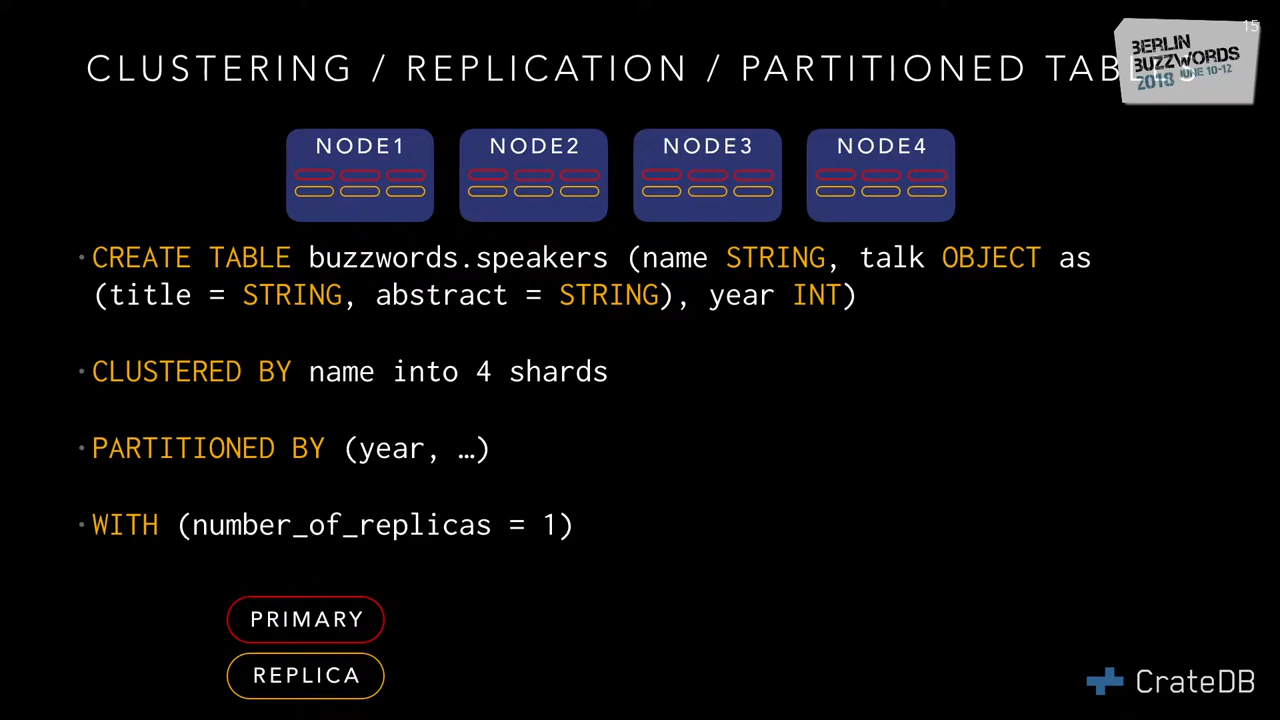 15
CLUSTERING / REPLICATION / PARTITIONED
BERLIN
BUZZWORDS
2018 JUNE 10-12
NODE1 NODE2 NODE3 NODE4
· CREATE TABLE buzzwords.speakers (name STRING, talk OBJECT as
(title = STRING, abstract = STRING), year INT)
· CLUSTERED BY name into 4 shards
· PARTITIONED BY (year, …)
· WITH (number_of_replicas = 1)
PRIMARY
REPLICA
CrateDB